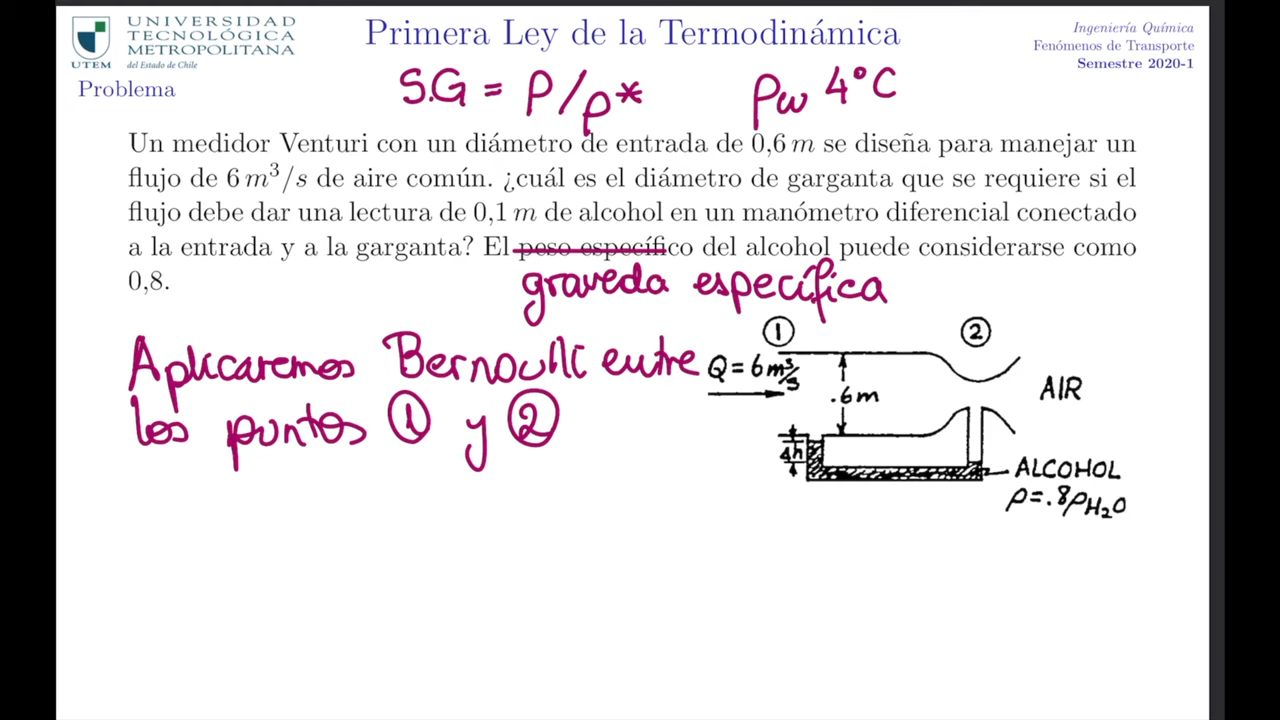 UNIVERSIDAD
TECNOLÓGICA
METROPOLITANA
del Estado de Chile
UTEM
Primera Ley de la Termodinámica
Ingeniería Química
Fenómenos de Transporte
Semestre 2020-1
Problema
S.G = ρ/ρ* ρω 4°C
Un medidor Venturi con un diámetro de entrada de 0,6 m se diseña para manejar un
flujo de 6 m³/s de aire común. ¿cuál es el diámetro de garganta que se requiere si el
flujo debe dar una lectura de 0,1 m de alcohol en un manómetro diferencial conectado
a la entrada y a la garganta? El peso específico del alcohol puede considerarse como
0,8.
graveda específica
Aplicaremos Bernoulli entre
los puntos ① y ②
① ②
Q = 6 m³/s
.6m
AIR
Δh
ALCOHOL
ρ=.8ρH₂O